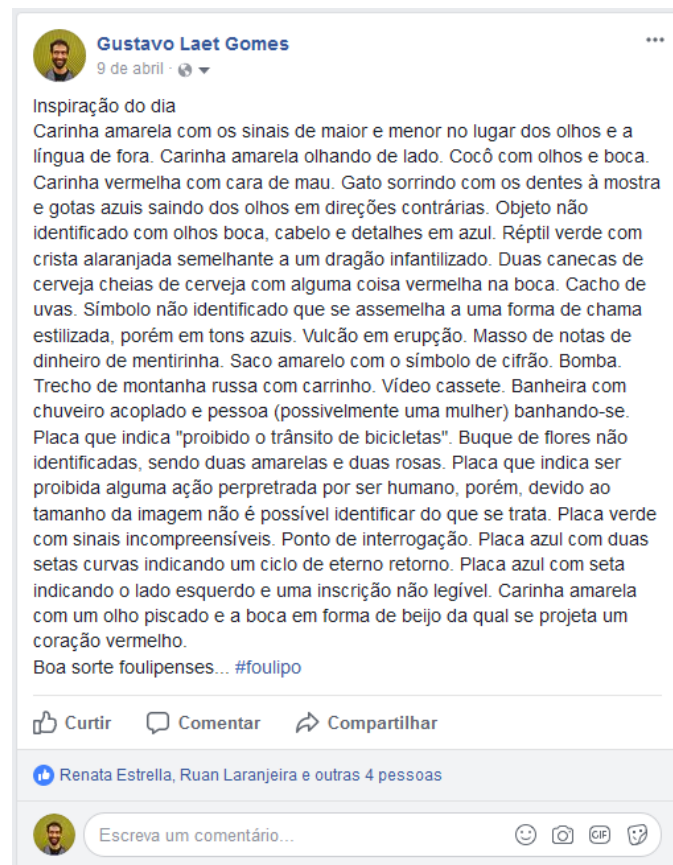 Gustavo Laet Gomes
9 de abril ·
Inspiração do dia
Carinha amarela com os sinais de maior e menor no lugar dos olhos e a
língua de fora. Carinha amarela olhando de lado. Cocô com olhos e boca.
Carinha vermelha com cara de mau. Gato sorrindo com os dentes à mostra
e gotas azuis saindo dos olhos em direções contrárias. Objeto não
identificado com olhos boca, cabelo e detalhes em azul. Réptil verde com
crista alaranjada semelhante a um dragão infantilizado. Duas canecas de
cerveja cheias de cerveja com alguma coisa vermelha na boca. Cacho de
uvas. Símbolo não identificado que se assemelha a uma forma de chama
estilizada, porém em tons azuis. Vulcão em erupção. Masso de notas de
dinheiro de mentirinha. Saco amarelo com o símbolo de cifrão. Bomba.
Trecho de montanha russa com carrinho. Vídeo cassete. Banheira com
chuveiro acoplado e pessoa (possivelmente uma mulher) banhando-se.
Placa que indica "proibido o trânsito de bicicletas". Buque de flores não
identificadas, sendo duas amarelas e duas rosas. Placa que indica ser
proibida alguma ação perpretrada por ser humano, porém, devido ao
tamanho da imagem não é possível identificar do que se trata. Placa verde
com sinais incompreensíveis. Ponto de interrogação. Placa azul com duas
setas curvas indicando um ciclo de eterno retorno. Placa azul com seta
indicando o lado esquerdo e uma inscrição não legível. Carinha amarela
com um olho piscado e a boca em forma de beijo da qual se projeta um
coração vermelho.
Boa sorte foulipenses... #foulipo
Curtir Comentar Compartilhar
Renata Estrella, Ruan Laranjeira e outras 4 pessoas
Escreva um comentário... GIF